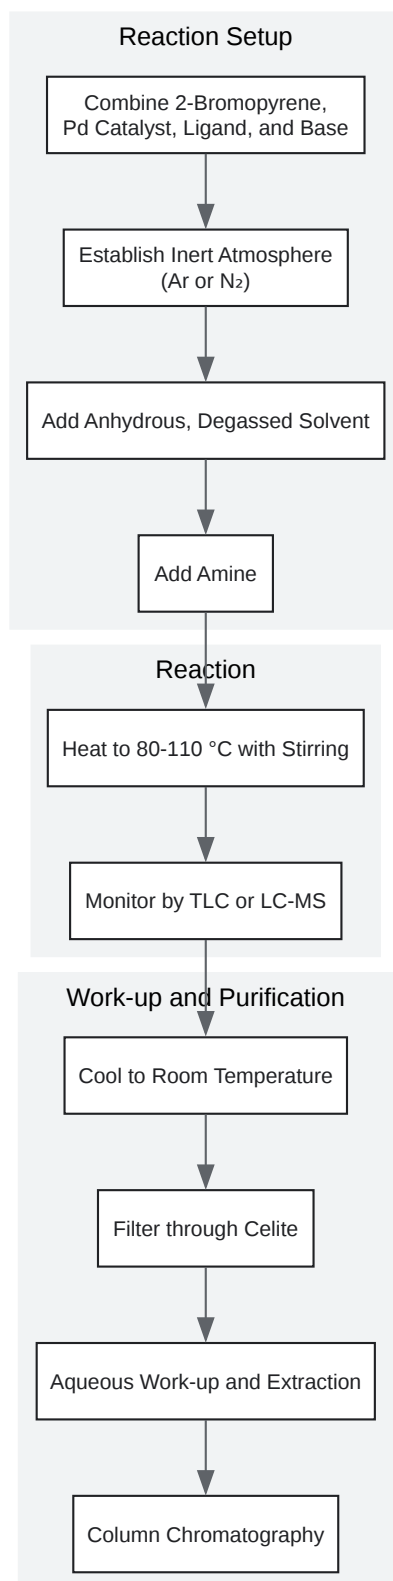 Reaction Setup
Combine 2-Bromopyrene,
Pd Catalyst, Ligand, and Base
Establish Inert Atmosphere
(Ar or N₂)
Add Anhydrous, Degassed Solvent
Add Amine
Reaction
Heat to 80-110 °C with Stirring
Monitor by TLC or LC-MS
Work-up and Purification
Cool to Room Temperature
Filter through Celite
Aqueous Work-up and Extraction
Column Chromatography